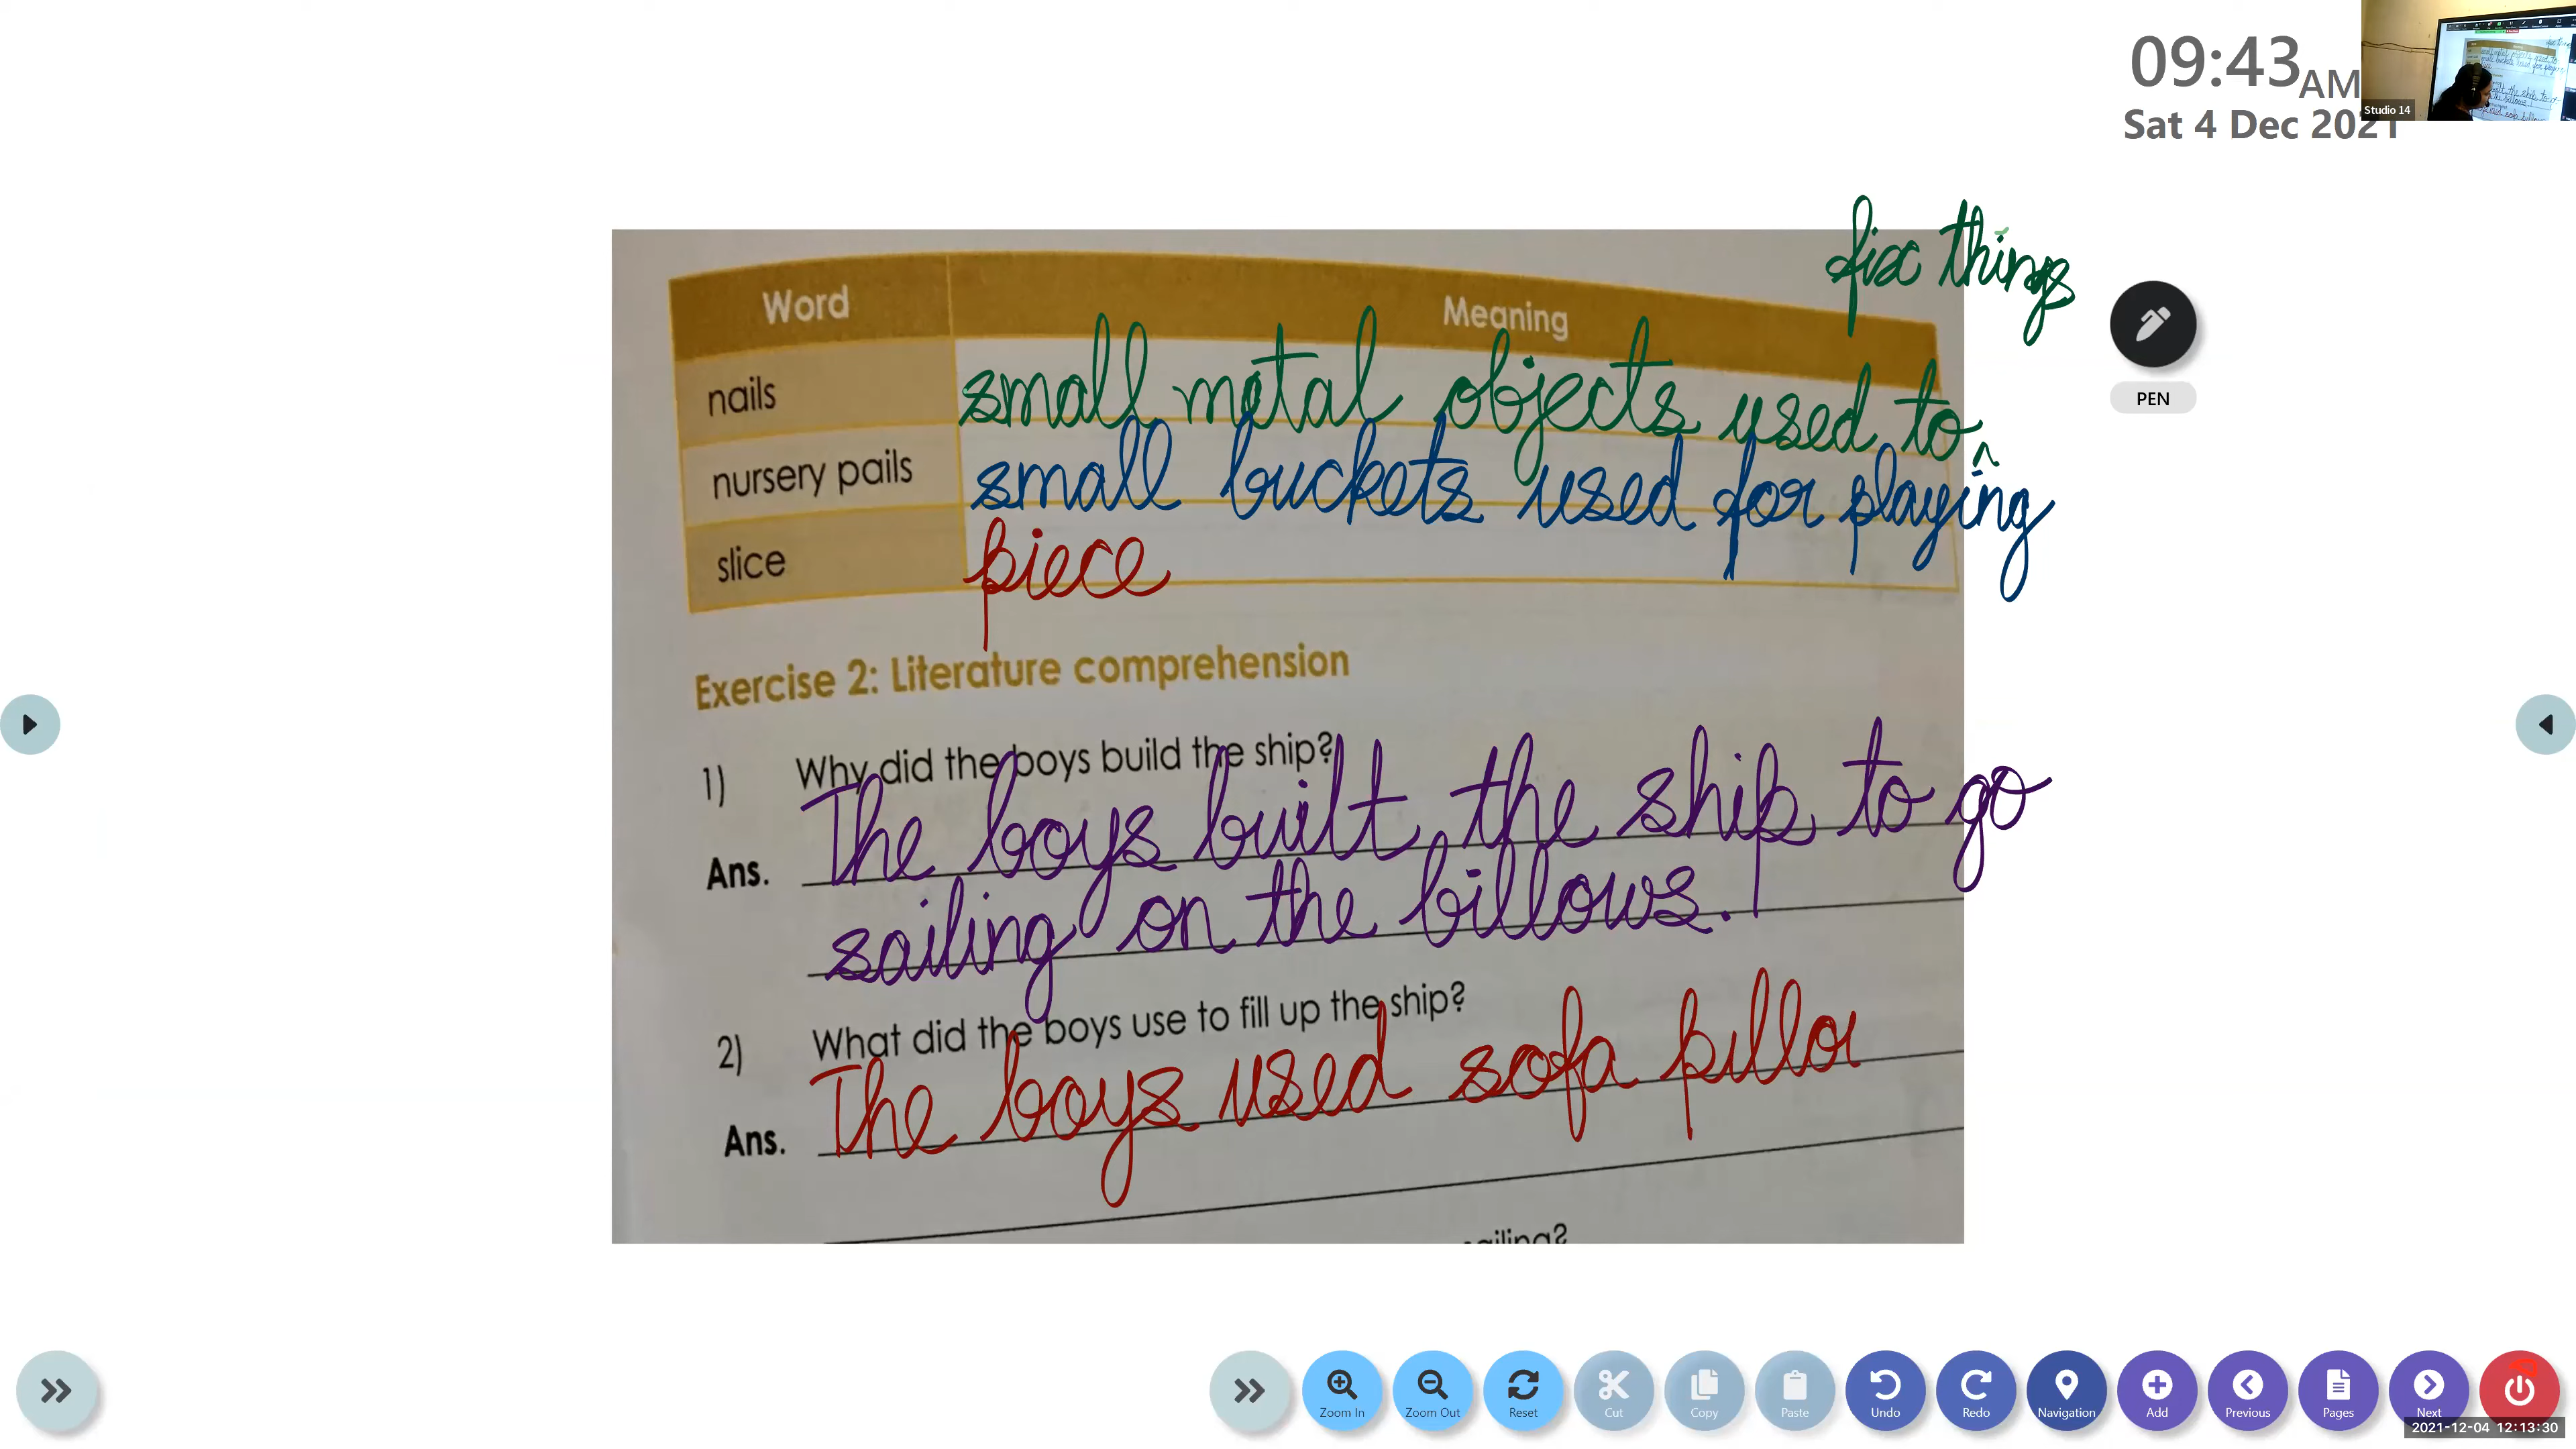 09:43 AM
Sat 4 Dec 2021
Studio 14
fix things
PEN
Word Meaning
nails small metal objects used to ^
nursery pails small buckets used for playing
slice piece
Exercise 2: Literature comprehension
1) Why did the boys build the ship?
Ans. The boys built the ship to go
sailing on the billows.
2) What did the boys use to fill up the ship?
Ans. The boys used sofa pillo
Zoom In Zoom Out Reset Cut Copy Paste Undo Redo Navigation Add Previous Pages Next
2021-12-04 12:13:30